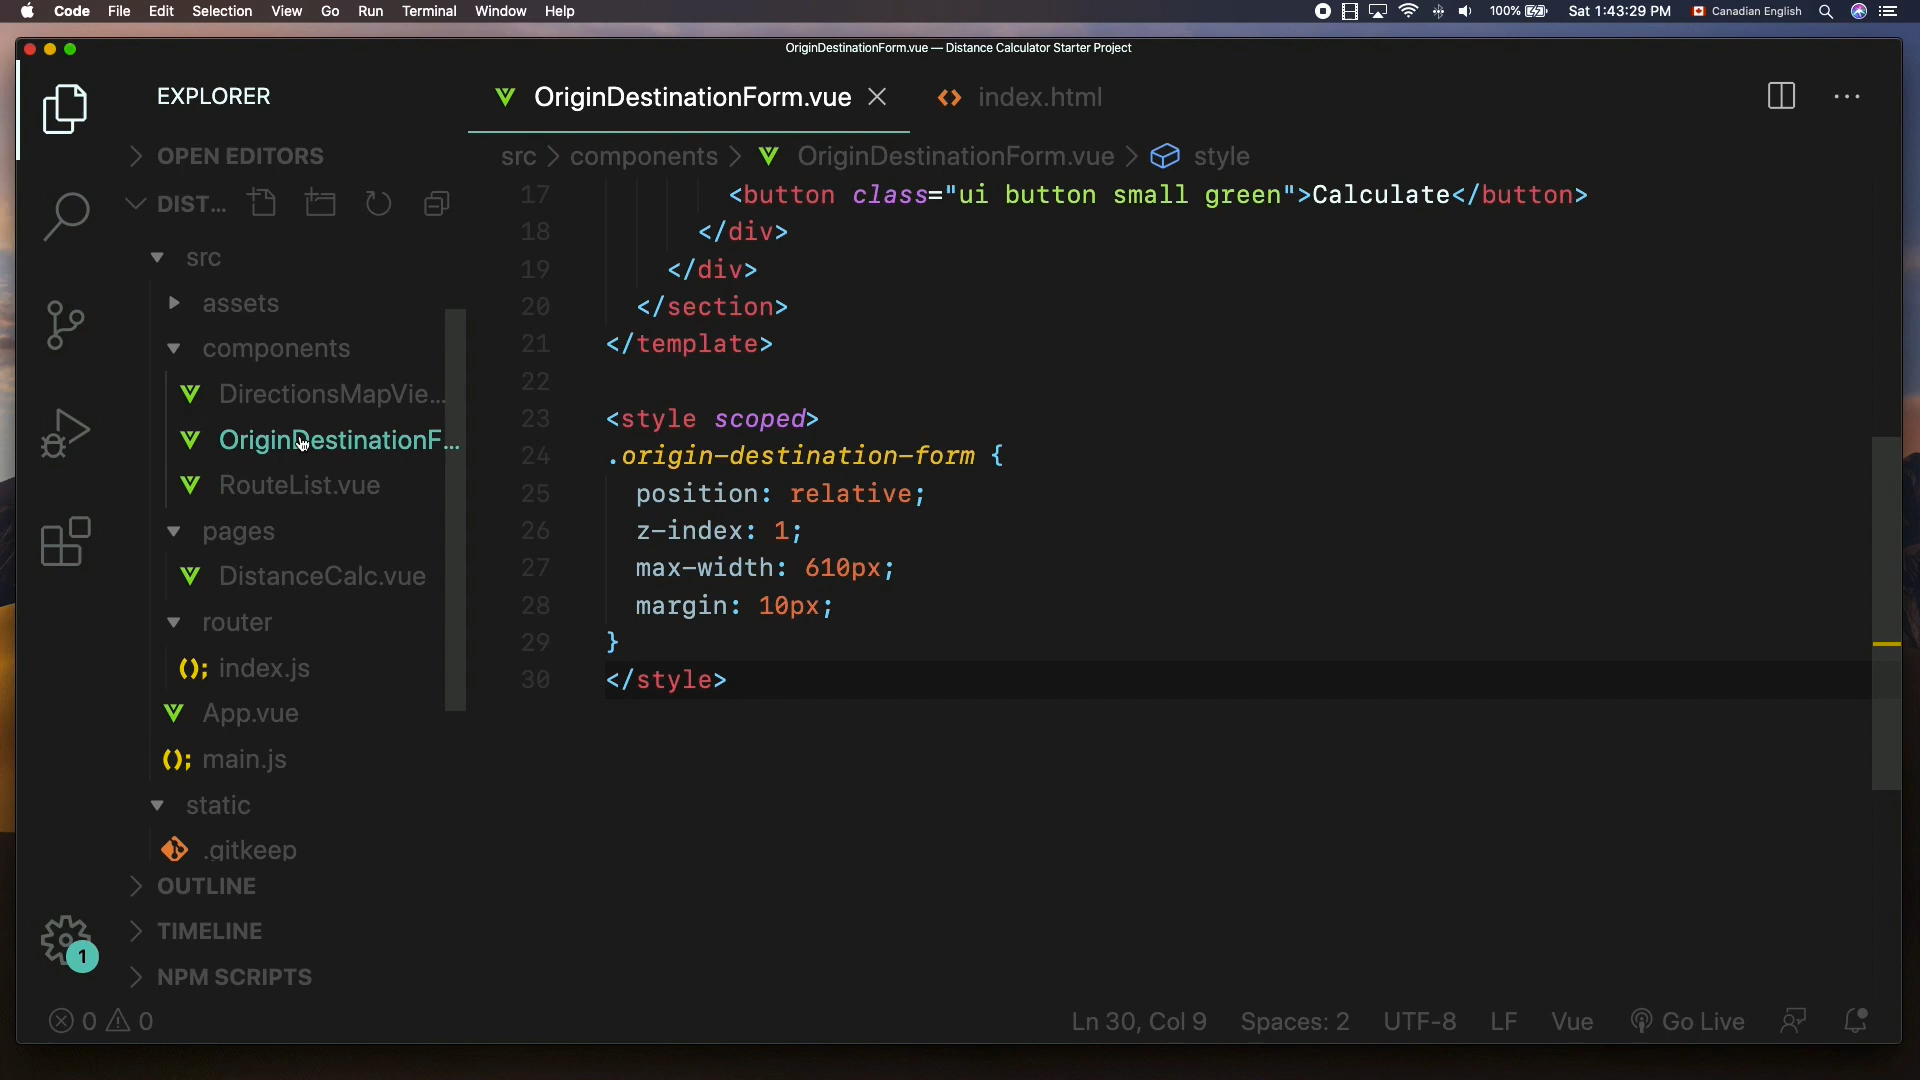 Code File Edit Selection View Go Run Terminal Window Help 100% Sat 1:43:29 PM Canadian English
OriginDestinationForm.vue — Distance Calculator Starter Project
EXPLORER
OriginDestinationForm.vue
index.html
OPEN EDITORS
src > components > OriginDestinationForm.vue > style
DIST...
src
assets
components
DirectionsMapVie...
OriginDestinationF...
RouteList.vue
pages
DistanceCalc.vue
router
index.js
App.vue
main.js
static
.gitkeep
OUTLINE
TIMELINE
1
NPM SCRIPTS
17 <button class="ui button small green">Calculate</button>
18 </div>
19 </div>
20 </section>
21 </template>
22
23 <style scoped>
24 .origin-destination-form {
25 position: relative;
26 z-index: 1;
27 max-width: 610px;
28 margin: 10px;
29 }
30 </style>
0 0 Ln 30, Col 9 Spaces: 2 UTF-8 LF Vue Go Live